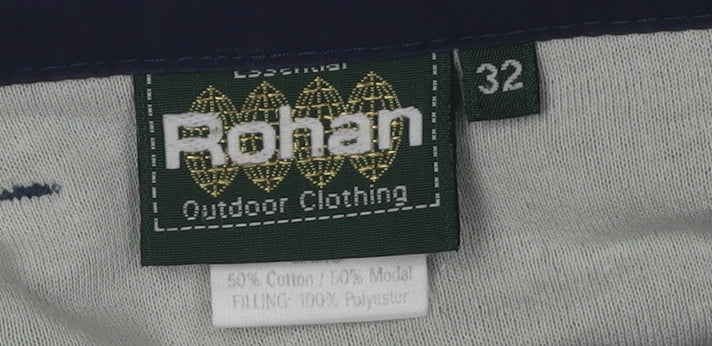 Essential
Rohan
Outdoor Clothing
32
50% Cotton / 50% Modal
FILLING: 100% Polyester